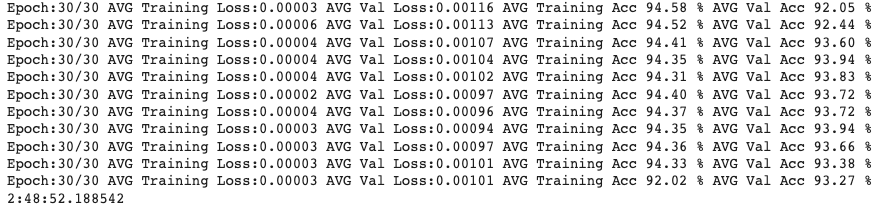 Epoch:30/30 AVG Training Loss:0.00003 AVG Val Loss:0.00116 AVG Training Acc 94.58 % AVG Val Acc 92.05 %
Epoch:30/30 AVG Training Loss:0.00006 AVG Val Loss:0.00113 AVG Training Acc 94.52 % AVG Val Acc 92.44 %
Epoch:30/30 AVG Training Loss:0.00004 AVG Val Loss:0.00107 AVG Training Acc 94.41 % AVG Val Acc 93.60 %
Epoch:30/30 AVG Training Loss:0.00004 AVG Val Loss:0.00104 AVG Training Acc 94.35 % AVG Val Acc 93.94 %
Epoch:30/30 AVG Training Loss:0.00004 AVG Val Loss:0.00102 AVG Training Acc 94.31 % AVG Val Acc 93.83 %
Epoch:30/30 AVG Training Loss:0.00002 AVG Val Loss:0.00097 AVG Training Acc 94.40 % AVG Val Acc 93.72 %
Epoch:30/30 AVG Training Loss:0.00004 AVG Val Loss:0.00096 AVG Training Acc 94.37 % AVG Val Acc 93.72 %
Epoch:30/30 AVG Training Loss:0.00003 AVG Val Loss:0.00094 AVG Training Acc 94.35 % AVG Val Acc 93.94 %
Epoch:30/30 AVG Training Loss:0.00003 AVG Val Loss:0.00097 AVG Training Acc 94.36 % AVG Val Acc 93.66 %
Epoch:30/30 AVG Training Loss:0.00003 AVG Val Loss:0.00101 AVG Training Acc 94.33 % AVG Val Acc 93.38 %
Epoch:30/30 AVG Training Loss:0.00003 AVG Val Loss:0.00101 AVG Training Acc 92.02 % AVG Val Acc 93.27 %
2:48:52.188542